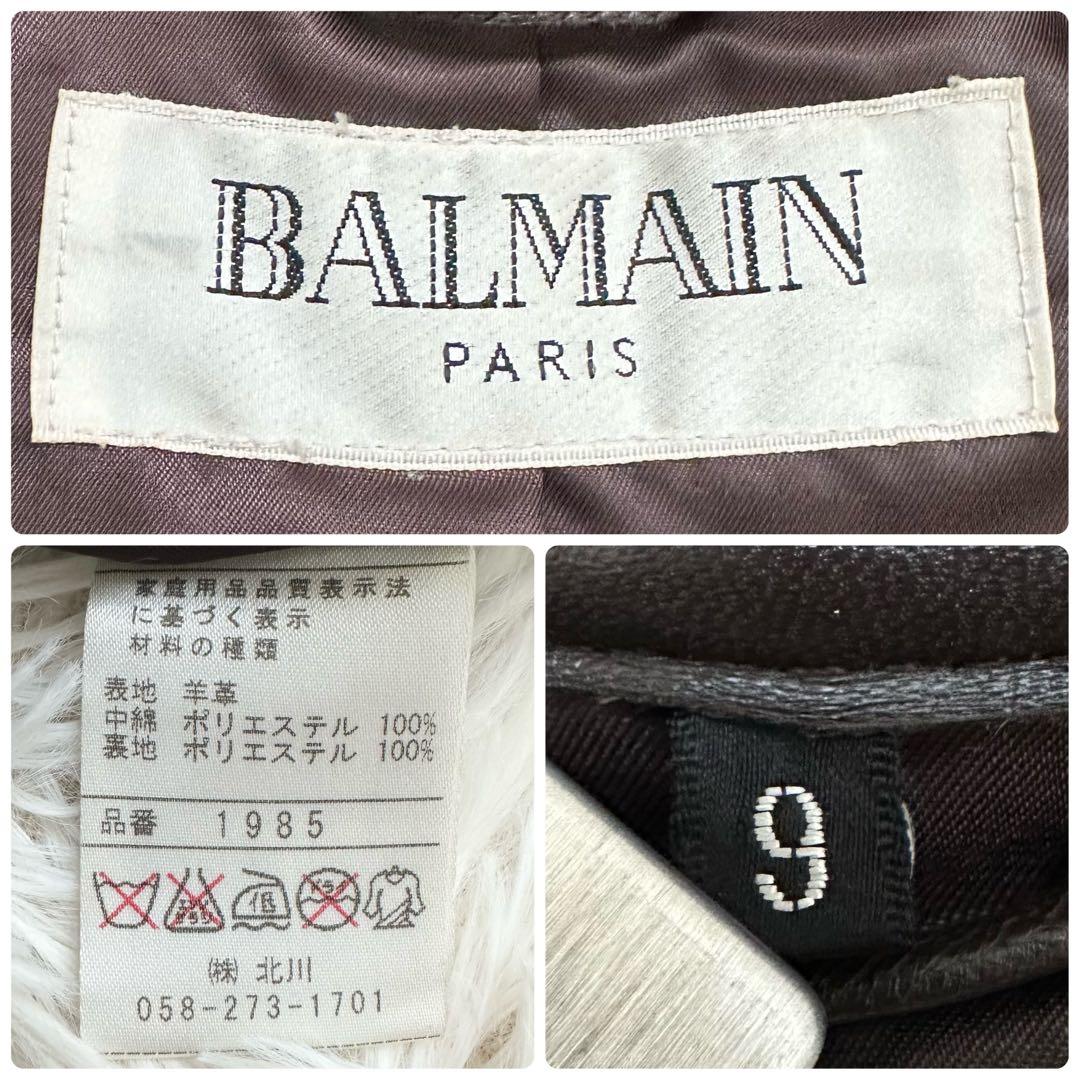 BALMAIN
PARIS
家庭用品品質表示法
に基づく表示
材料の種類
表地 羊革
中綿 ポリエステル 100%
裏地 ポリエステル 100%
品番 1985
㈱ 北川
058-273-1701
9